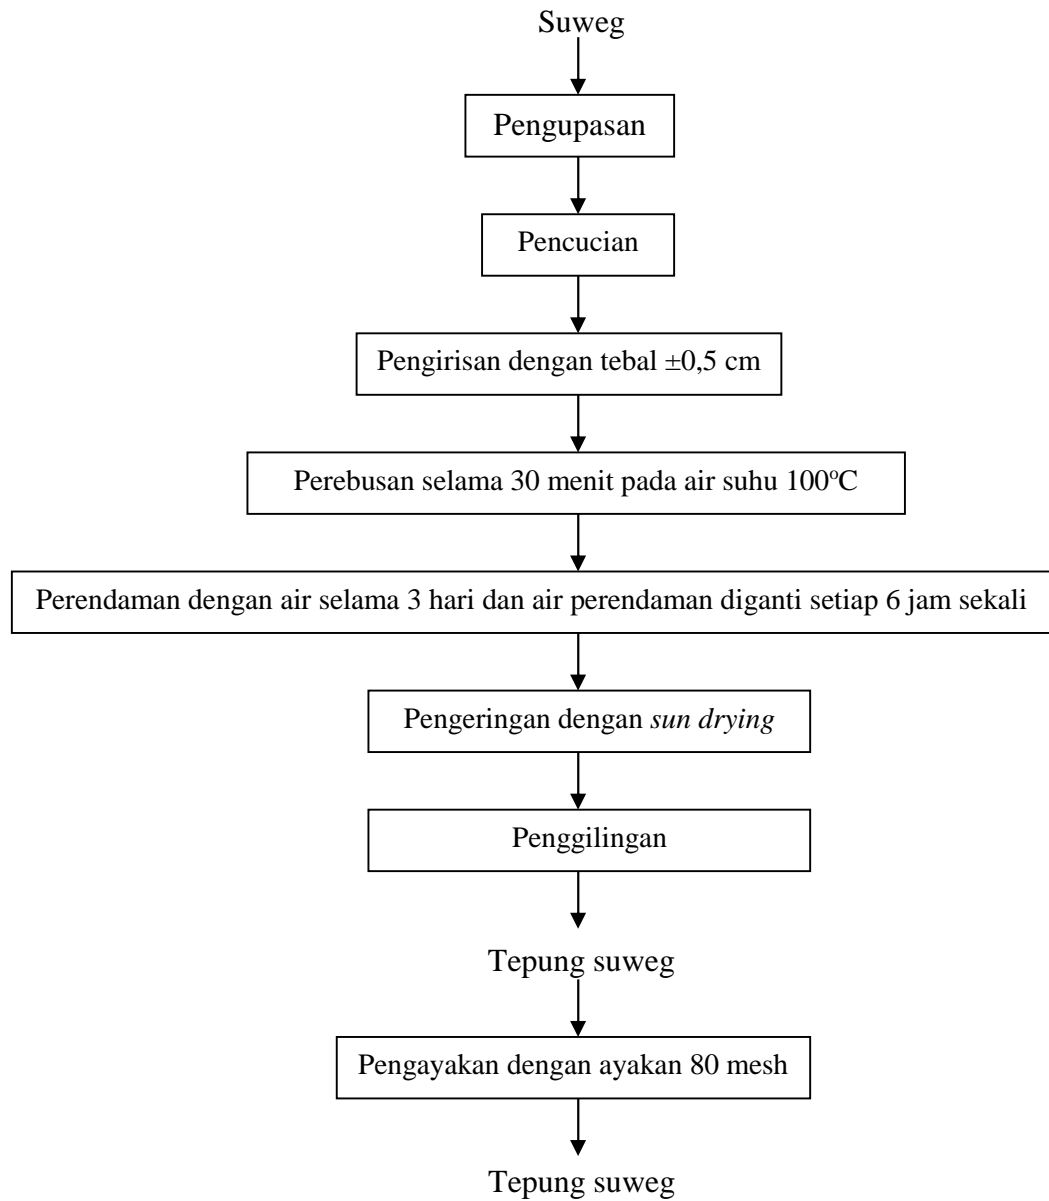 Suweg
Pengupasan
Pencucian
Pengirisan dengan tebal ±0,5 cm
Perebusan selama 30 menit pada air suhu 100°C
Perendaman dengan air selama 3 hari dan air perendaman diganti setiap 6 jam sekali
Pengeringan dengan sun drying
Penggilingan
Tepung suweg
Pengayakan dengan ayakan 80 mesh
Tepung suweg